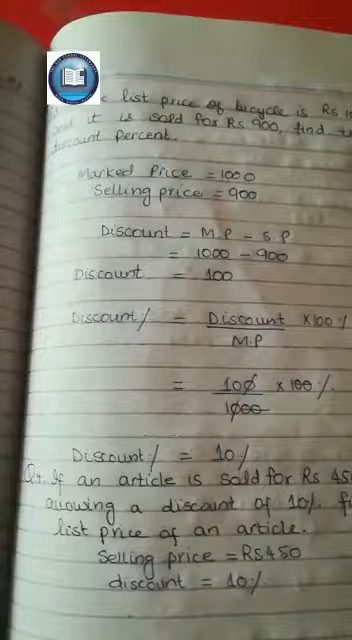 list price of bicycle is Rs
it is sold for Rs 900, find
discount percent.
Marked Price = 1000
Selling price = 900
Discount = M.P - S.P
= 1000 - 900
Discount = 100
Discount % = Discount × 100 %
M.P
= 100 × 100 %.
1000
Discount % = 10%
If an article is sold for Rs 450
allowing a discount of 10%.
list price of an article.
Selling price = Rs450
discount = 10%